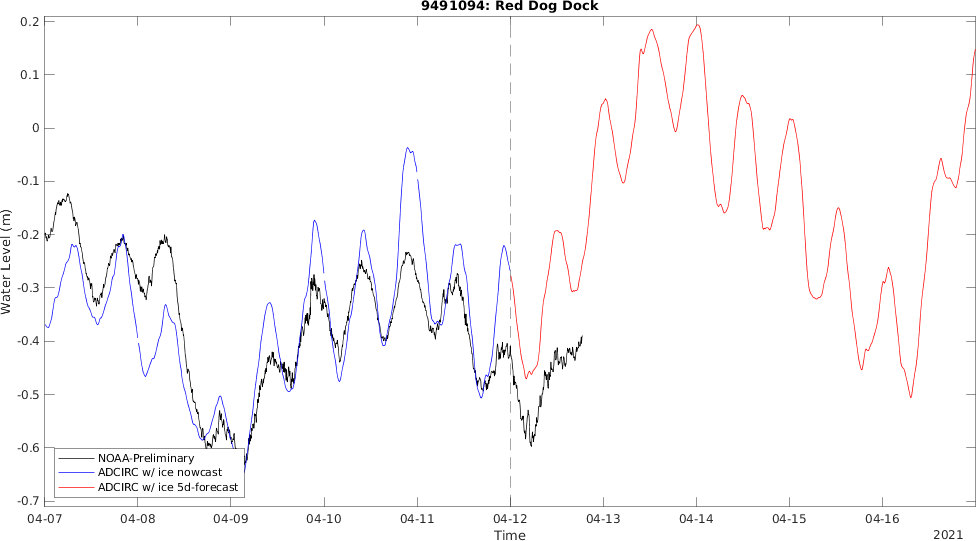 9491094: Red Dog Dock
0.2
0.1
0
-0.1
-0.2
-0.3
-0.4
-0.5
-0.6
-0.7
Water Level (m)
NOAA-Preliminary
ADCIRC w/ ice nowcast
ADCIRC w/ ice 5d-forecast
04-07 04-08 04-09 04-10 04-11 04-12 04-13 04-14 04-15 04-16
Time
2021